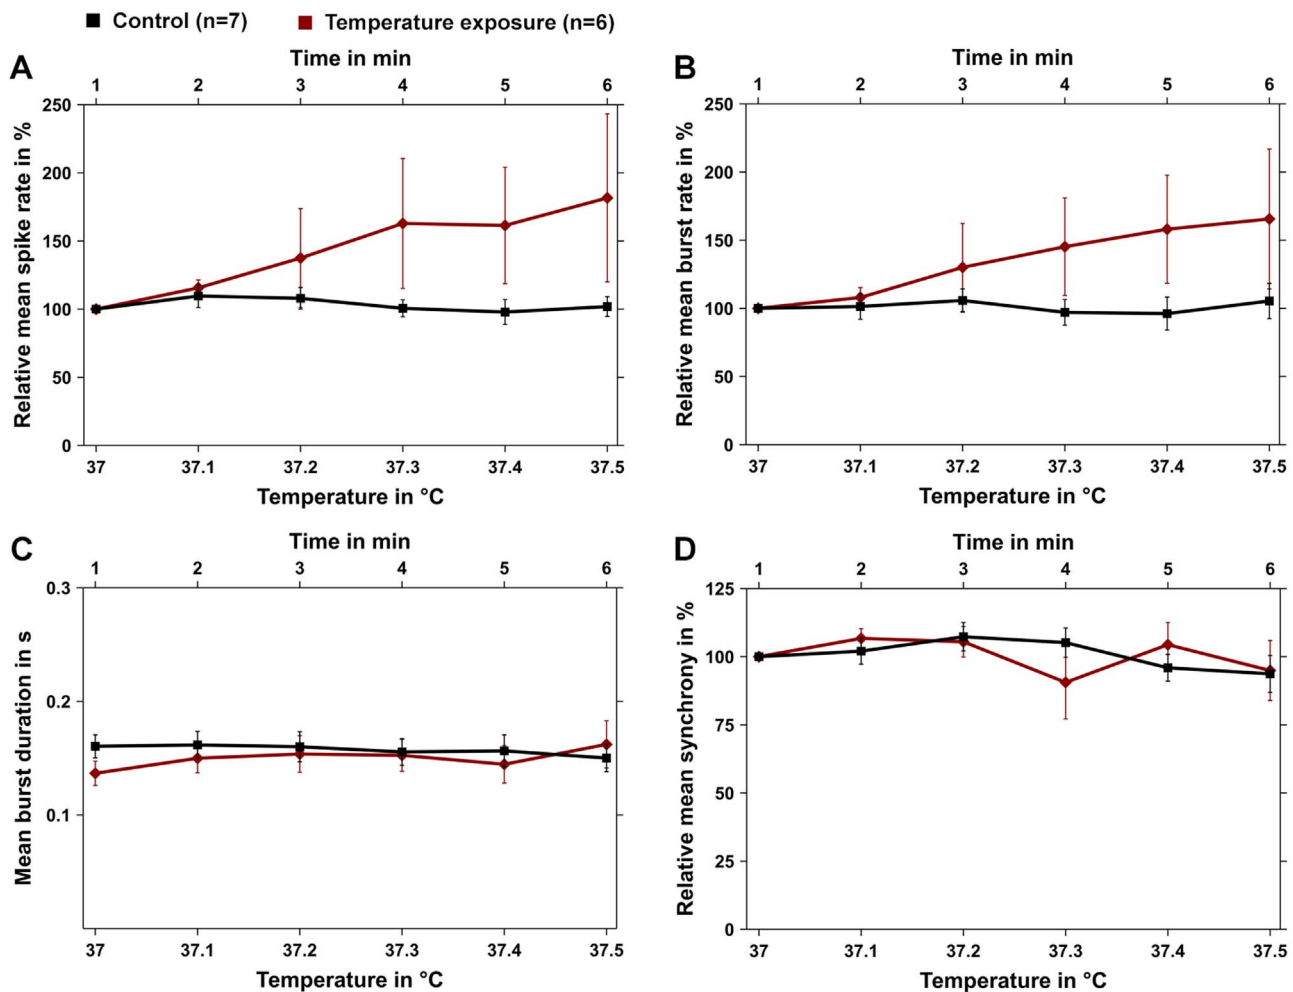 Control (n=7) Temperature exposure (n=6)
A
Time in min
1 2 3 4 5 6
Relative mean spike rate in %
250
200
150
100
50
0
37 37.1 37.2 37.3 37.4 37.5
Temperature in °C
B
Time in min
1 2 3 4 5 6
Relative mean burst rate in %
250
200
150
100
50
0
37 37.1 37.2 37.3 37.4 37.5
Temperature in °C
C
Time in min
1 2 3 4 5 6
Mean burst duration in s
0.3
0.2
0.1
37 37.1 37.2 37.3 37.4 37.5
Temperature in °C
D
Time in min
1 2 3 4 5 6
Relative mean synchrony in %
125
100
75
50
25
0
37 37.1 37.2 37.3 37.4 37.5
Temperature in °C